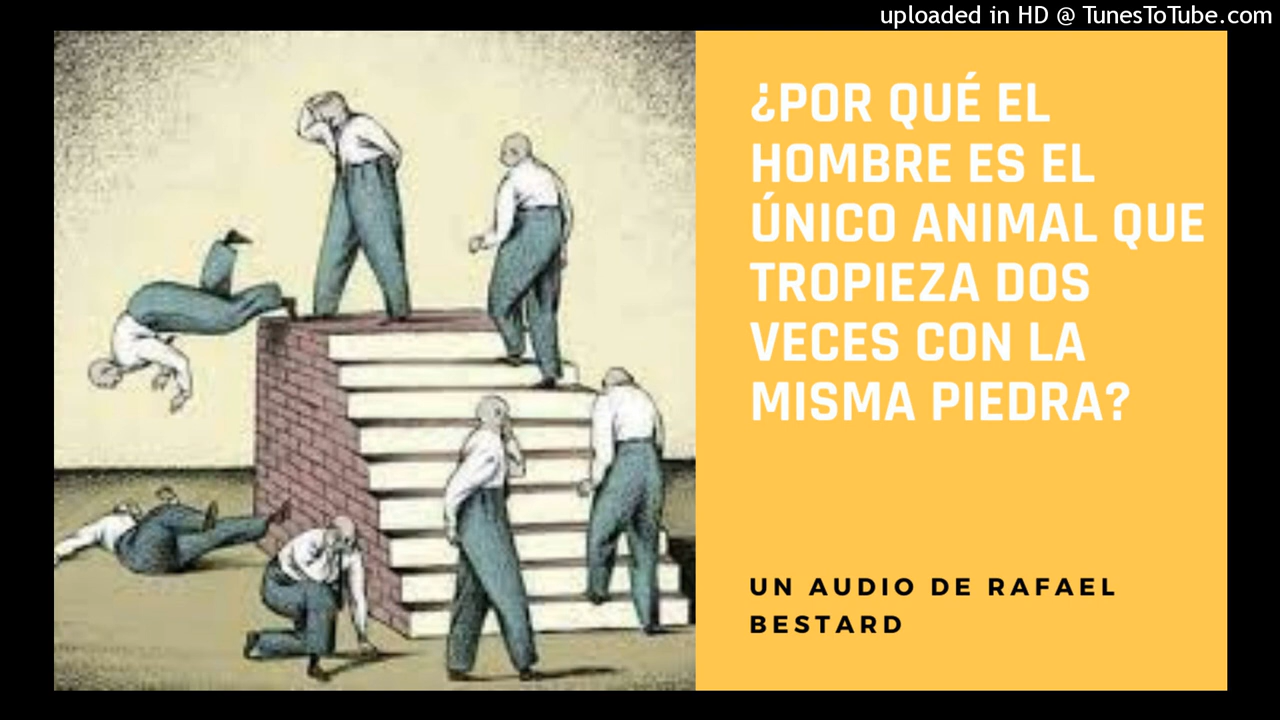 uploaded in HD @ TunesToTube.com
¿POR QUÉ EL
HOMBRE ES EL
ÚNICO ANIMAL QUE
TROPIEZA DOS
VECES CON LA
MISMA PIEDRA?
UN AUDIO DE RAFAEL
BESTARD